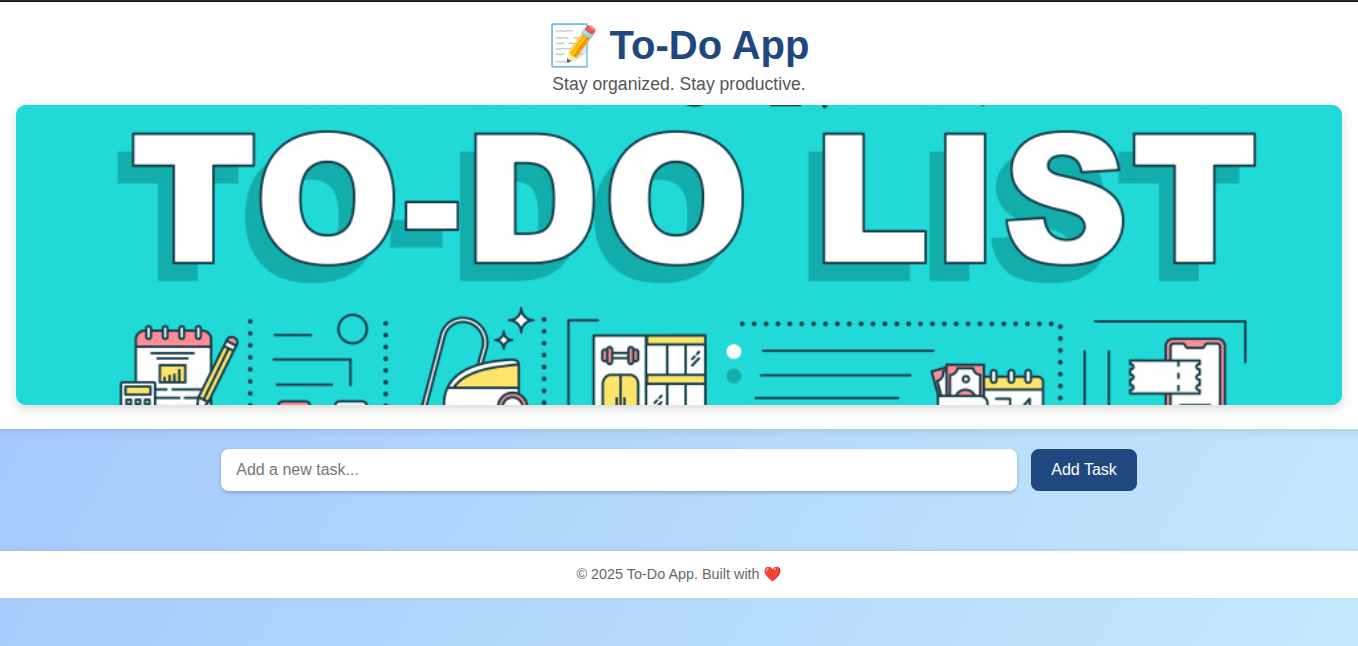 📝 To-Do App
Stay organized. Stay productive.
TO-DO LIST
Add a new task...
Add Task
© 2025 To-Do App. Built with ❤️